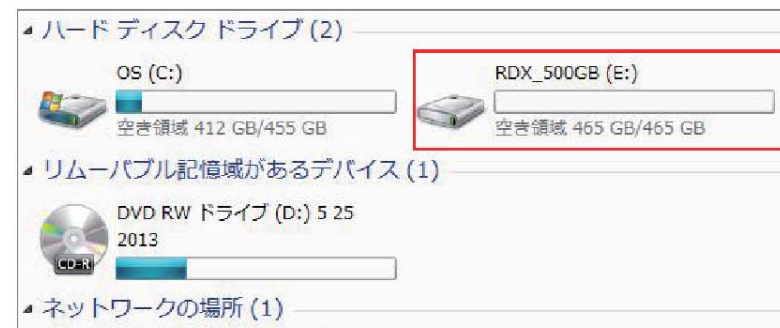 ハード ディスク ドライブ (2)
OS (C:)
空き領域 412 GB/455 GB
RDX_500GB (E:)
空き領域 465 GB/465 GB
リムーバブル記憶域があるデバイス (1)
DVD RW ドライブ (D:) 5 25
2013
CD-R
ネットワークの場所 (1)